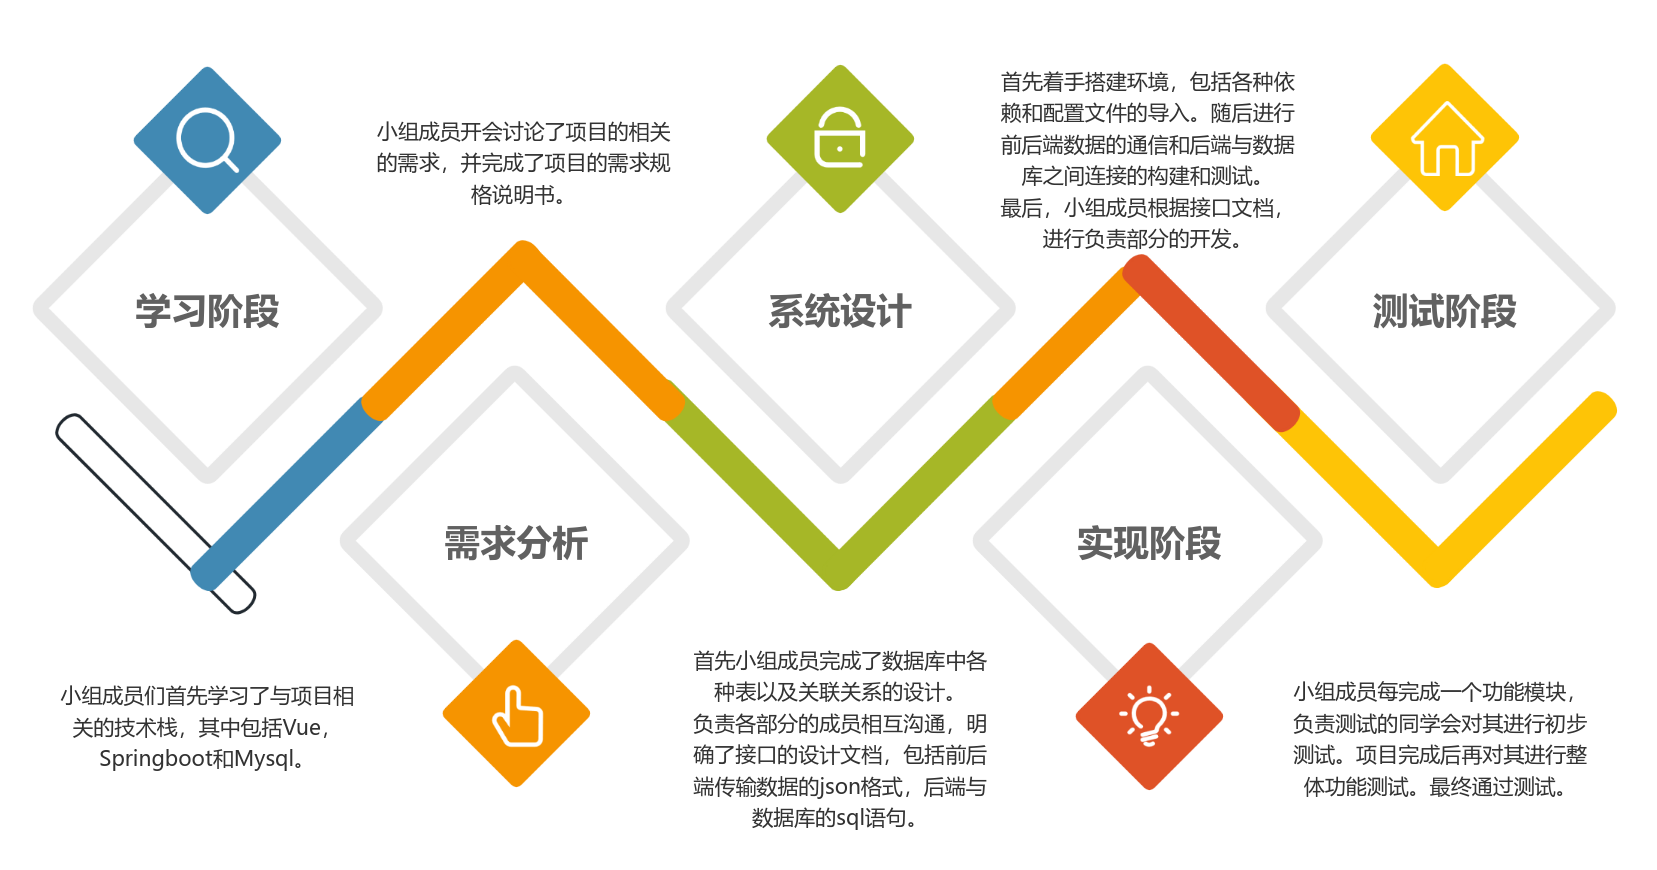 学习阶段
小组成员们首先学习了与项目相
关的技术栈，其中包括Vue，
Springboot和Mysql。
小组成员开会讨论了项目的相关
的需求，并完成了项目的需求规
格说明书。
需求分析
系统设计
首先小组成员完成了数据库中各
种表以及关联关系的设计。
负责各部分的成员相互沟通，明
确了接口的设计文档，包括前后
端传输数据的json格式，后端与
数据库的sql语句。
首先着手搭建环境，包括各种依
赖和配置文件的导入。随后进行
前后端数据的通信和后端与数据
库之间连接的构建和测试。
最后，小组成员根据接口文档，
进行负责部分的开发。
实现阶段
测试阶段
小组成员每完成一个功能模块，
负责测试的同学会对其进行初步
测试。项目完成后再对其进行整
体功能测试。最终通过测试。